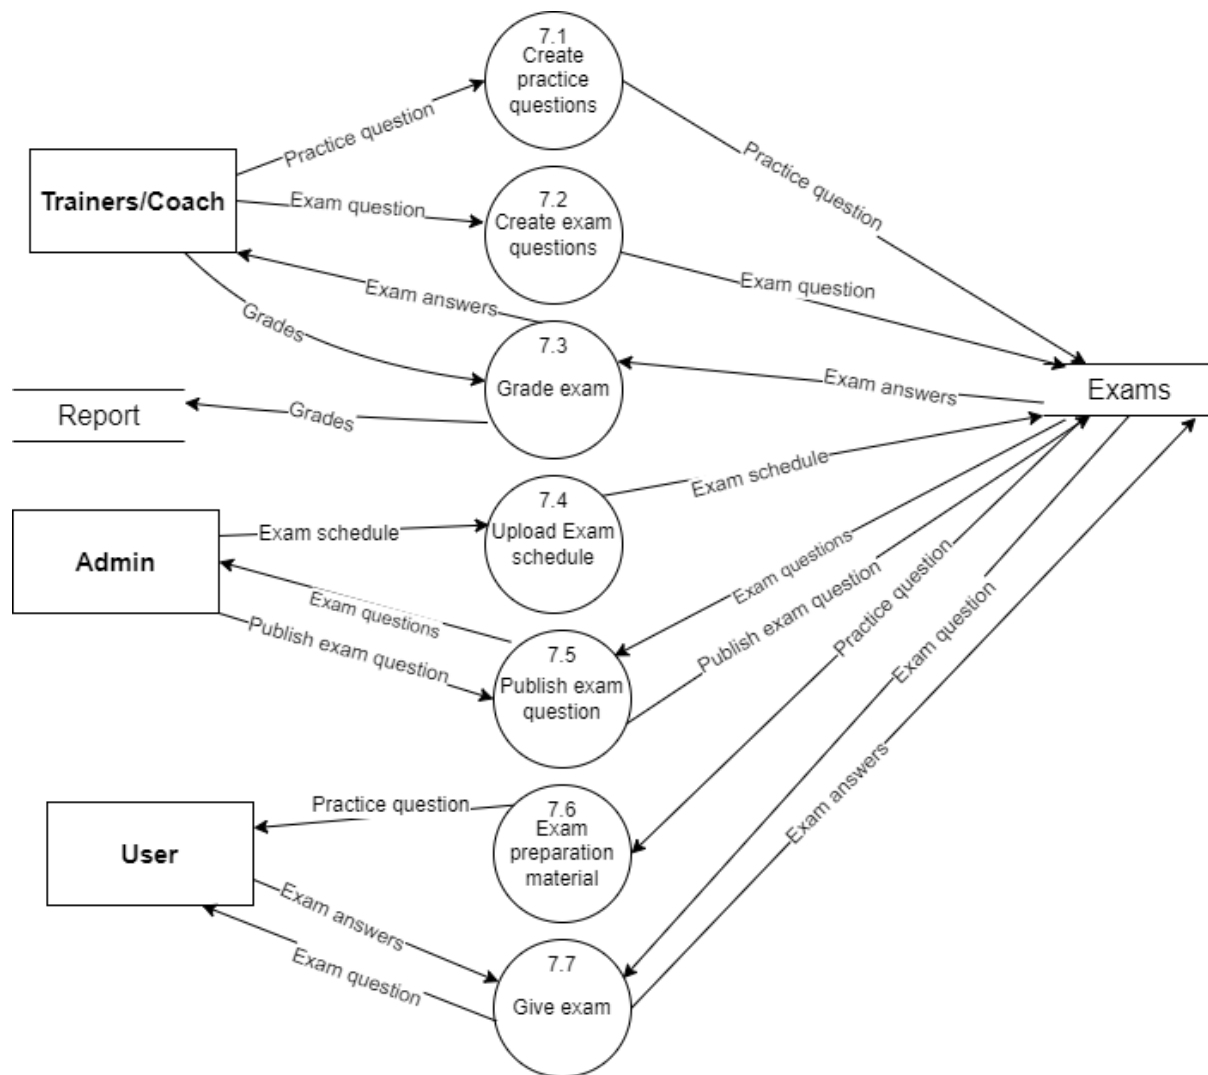 7.1
Create
practice
questions
Practice question
Practice question
Trainers/Coach
7.2
Create exam
questions
Exam question
Exam question
Exam answers
Grades
7.3
Grade exam
Exam answers
Exams
Report
Grades
7.4
Upload Exam
schedule
Exam schedule
Exam schedule
Admin
Exam questions
Publish exam question
7.5
Publish exam
question
Exam questions
Publish exam question
Practice question
Exam question
Exam answers
Practice question
7.6
Exam
preparation
material
User
Exam answers
Exam question
7.7
Give exam